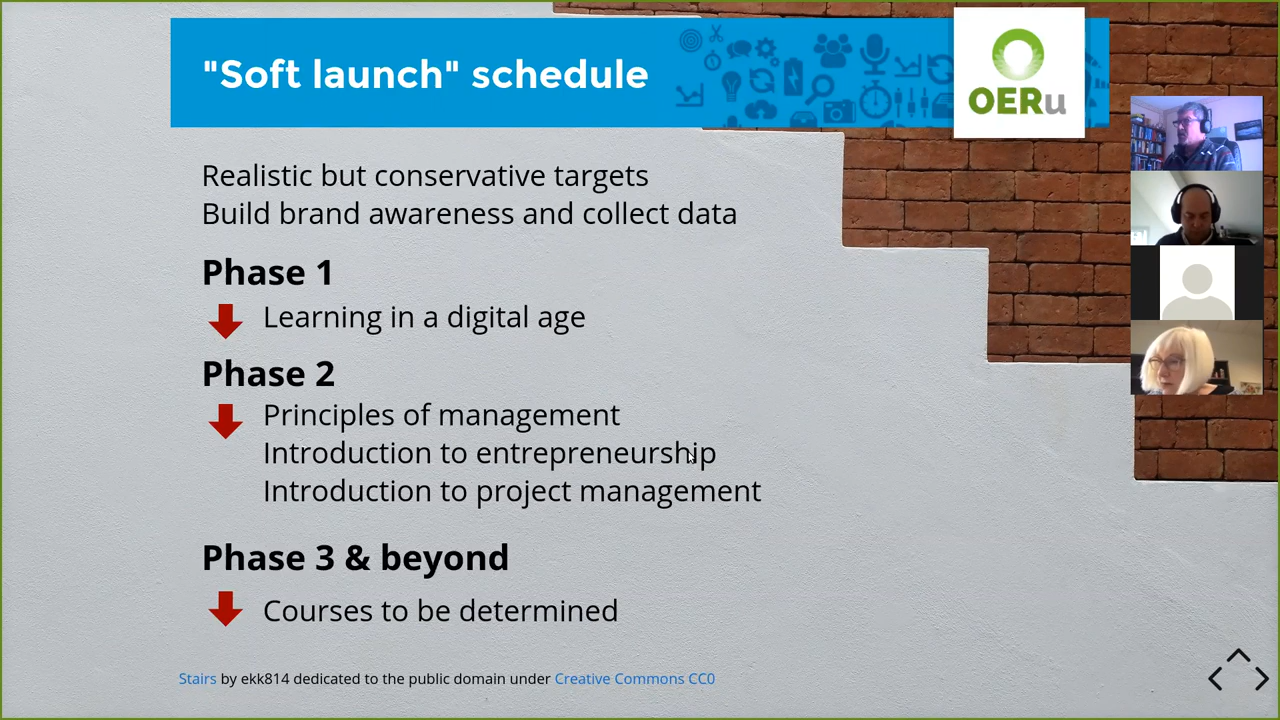 "Soft launch" schedule
OERu
Realistic but conservative targets
Build brand awareness and collect data
Phase 1
Learning in a digital age
Phase 2
Principles of management
Introduction to entrepreneurship
Introduction to project management
Phase 3 & beyond
Courses to be determined
Stairs by ekk814 dedicated to the public domain under Creative Commons CC0